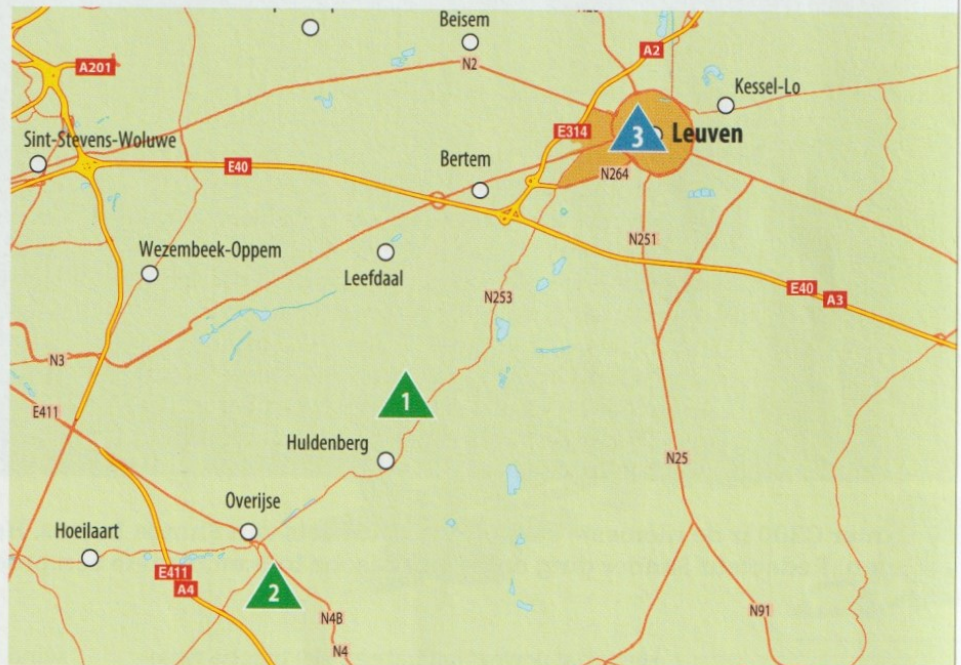 Beisem
A2
N2
A201
Kessel-Lo
E314
3
Leuven
Sint-Stevens-Woluwe
E40
Bertem
N264
N251
Wezembeek-Oppem
Leefdaal
N253
E40
A3
N3
1
E411
Huldenberg
N25
Overijse
Hoeilaart
E411
A4
2
N4B
N91
N4